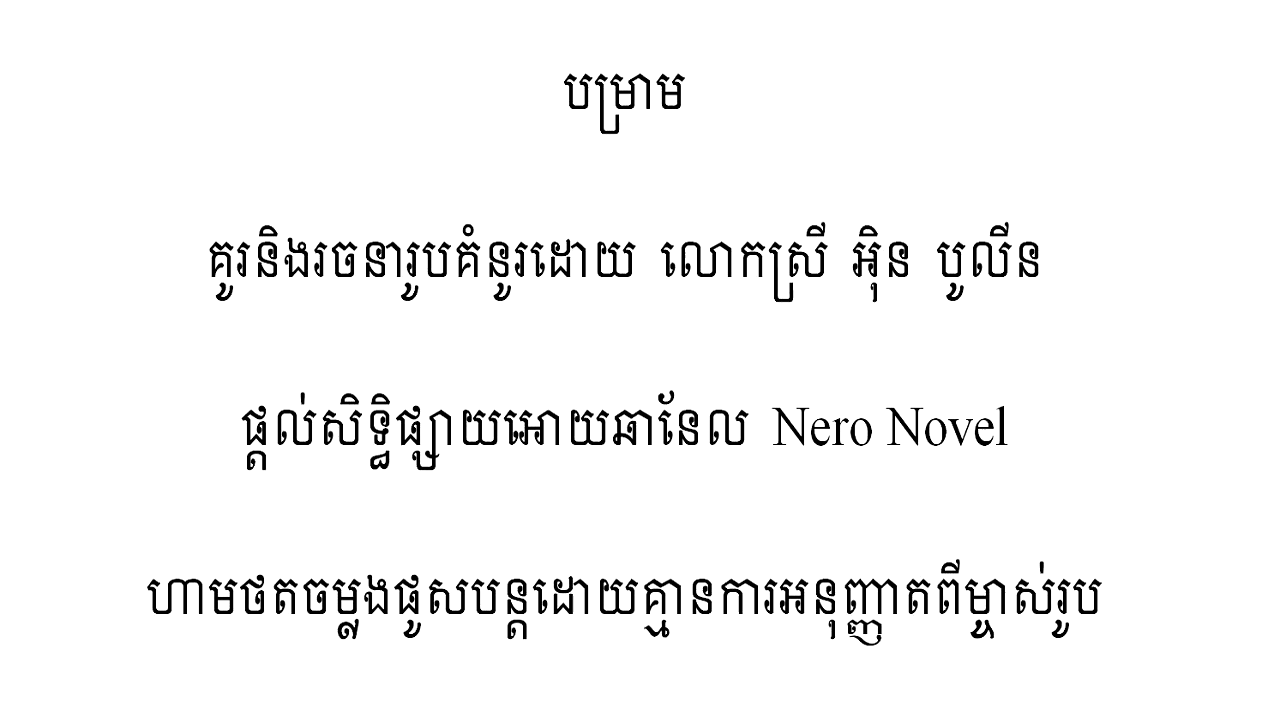 បម្រាម
គូរនិងរចនារូបគំនូរដោយ លោកស្រី អ៊ិន បូលីន
ផ្តល់សិទ្ធិផ្សាយអោយឆានែល Nero Novel
ហាមថតចម្លងផូសបន្តដោយគ្មានការអនុញ្ញាតពីម្ចាស់រូប